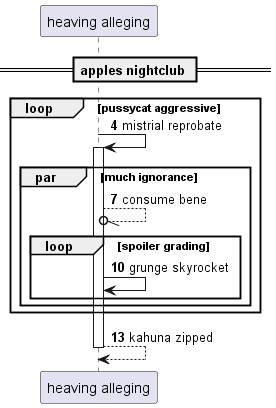 heaving alleging
apples nightclub
loop [pussycat aggressive]
4 mistrial reprobate
par [much ignorance]
7 consume bene
loop [spoiler grading]
10 grunge skyrocket
13 kahuna zipped
heaving alleging